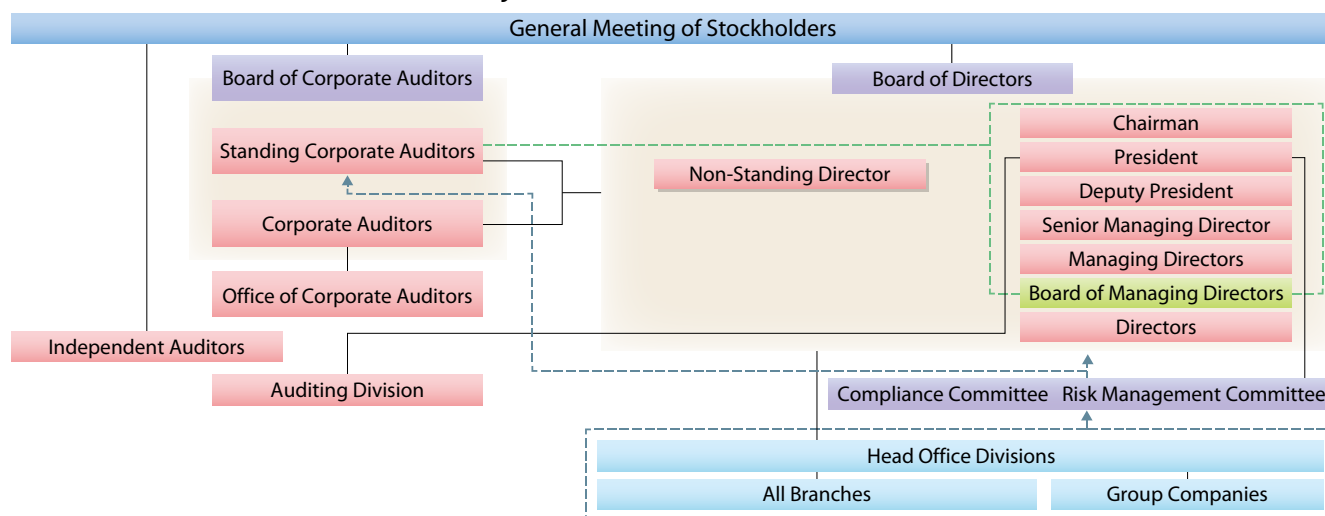 General Meeting of Stockholders
Board of Corporate Auditors
Board of Directors
Chairman
Standing Corporate Auditors
President
Non-Standing Director
Deputy President
Corporate Auditors
Senior Managing Director
Managing Directors
Office of Corporate Auditors
Board of Managing Directors
Directors
Independent Auditors
Auditing Division
Compliance Committee Risk Management Committee
Head Office Divisions
All Branches
Group Companies